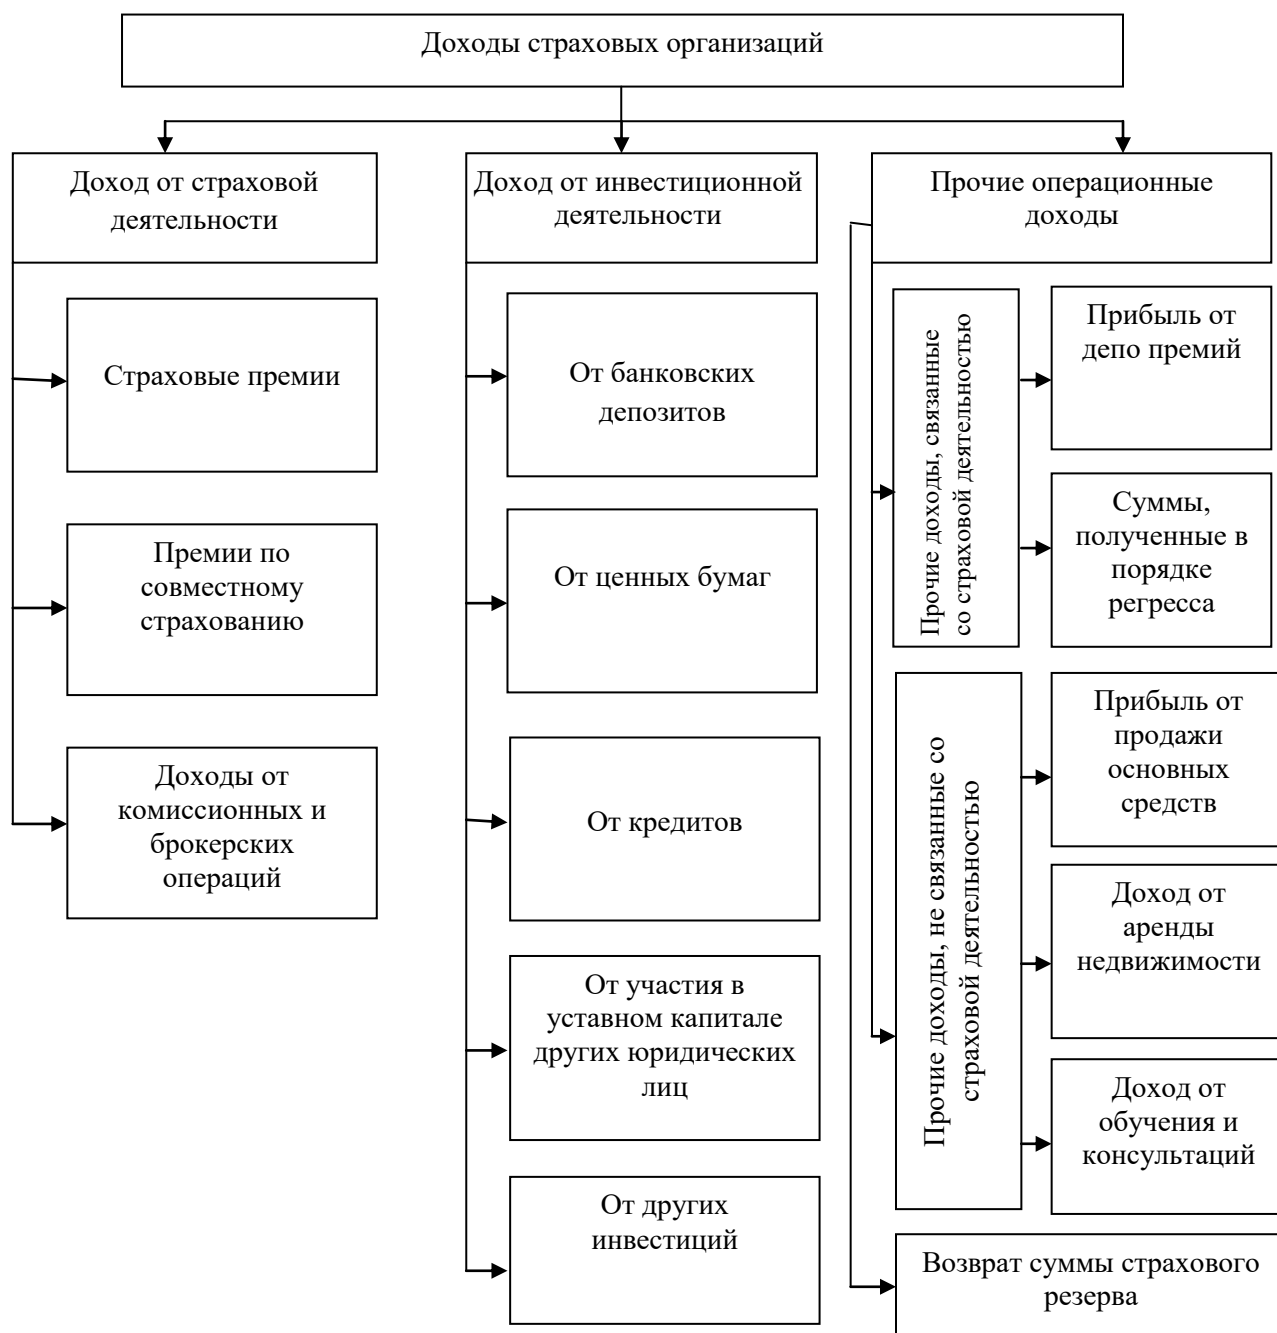 Доходы страховых организаций
Доход от страховой
деятельности
Страховые премии
Премии по
совместному
страхованию
Доходы от
комиссионных и
брокерских
операций
Доход от инвестиционной
деятельности
От банковских
депозитов
От ценных бумаг
От кредитов
От участия в
уставном капитале
других юридических
лиц
От других
инвестиций
Прочие операционные
доходы
Прочие доходы, связанные
со страховой деятельностью
Прибыль от
депо премий
Суммы,
полученные в
порядке
регресса
Прочие доходы, не связанные со
страховой деятельностью
Прибыль от
продажи
основных
средств
Доход от
аренды
недвижимости
Доход от
обучения и
консультаций
Возврат суммы страхового
резерва